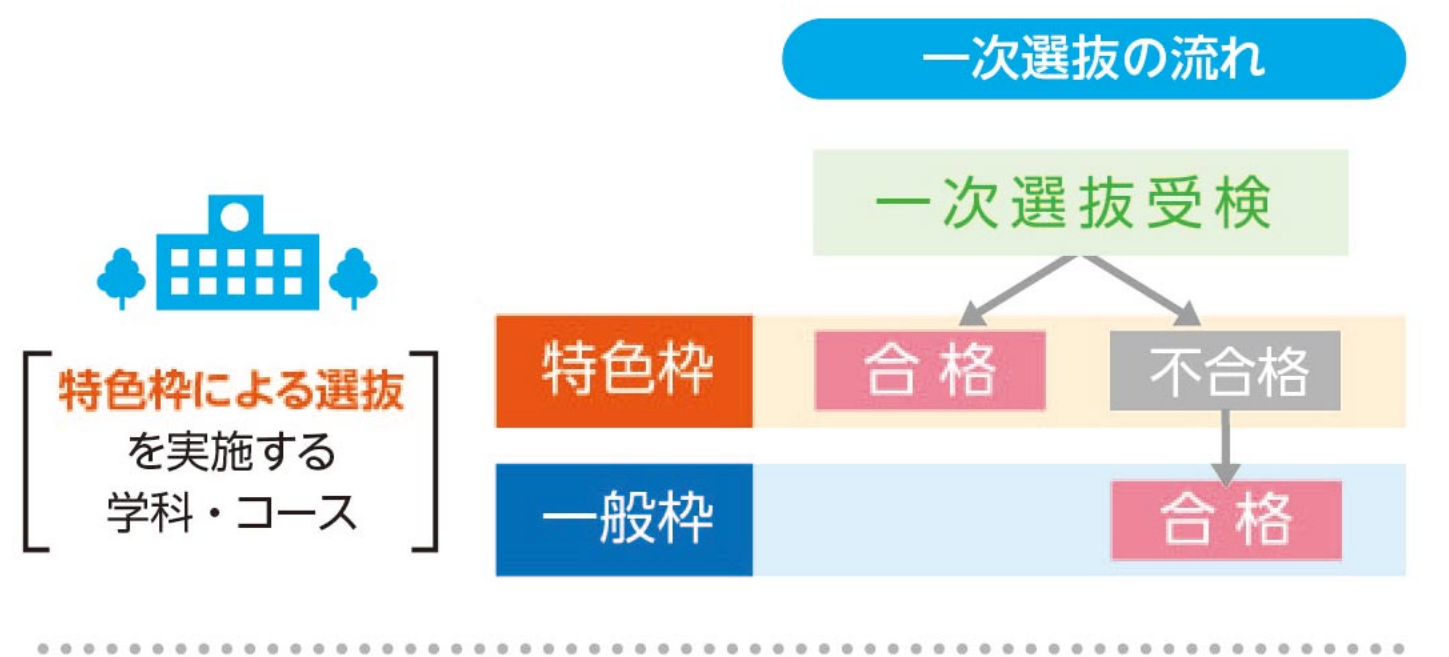 一次選抜の流れ
一次選抜受検
特色枠による選抜
を実施する
学科・コース
特色枠
合格
不合格
一般枠
合格